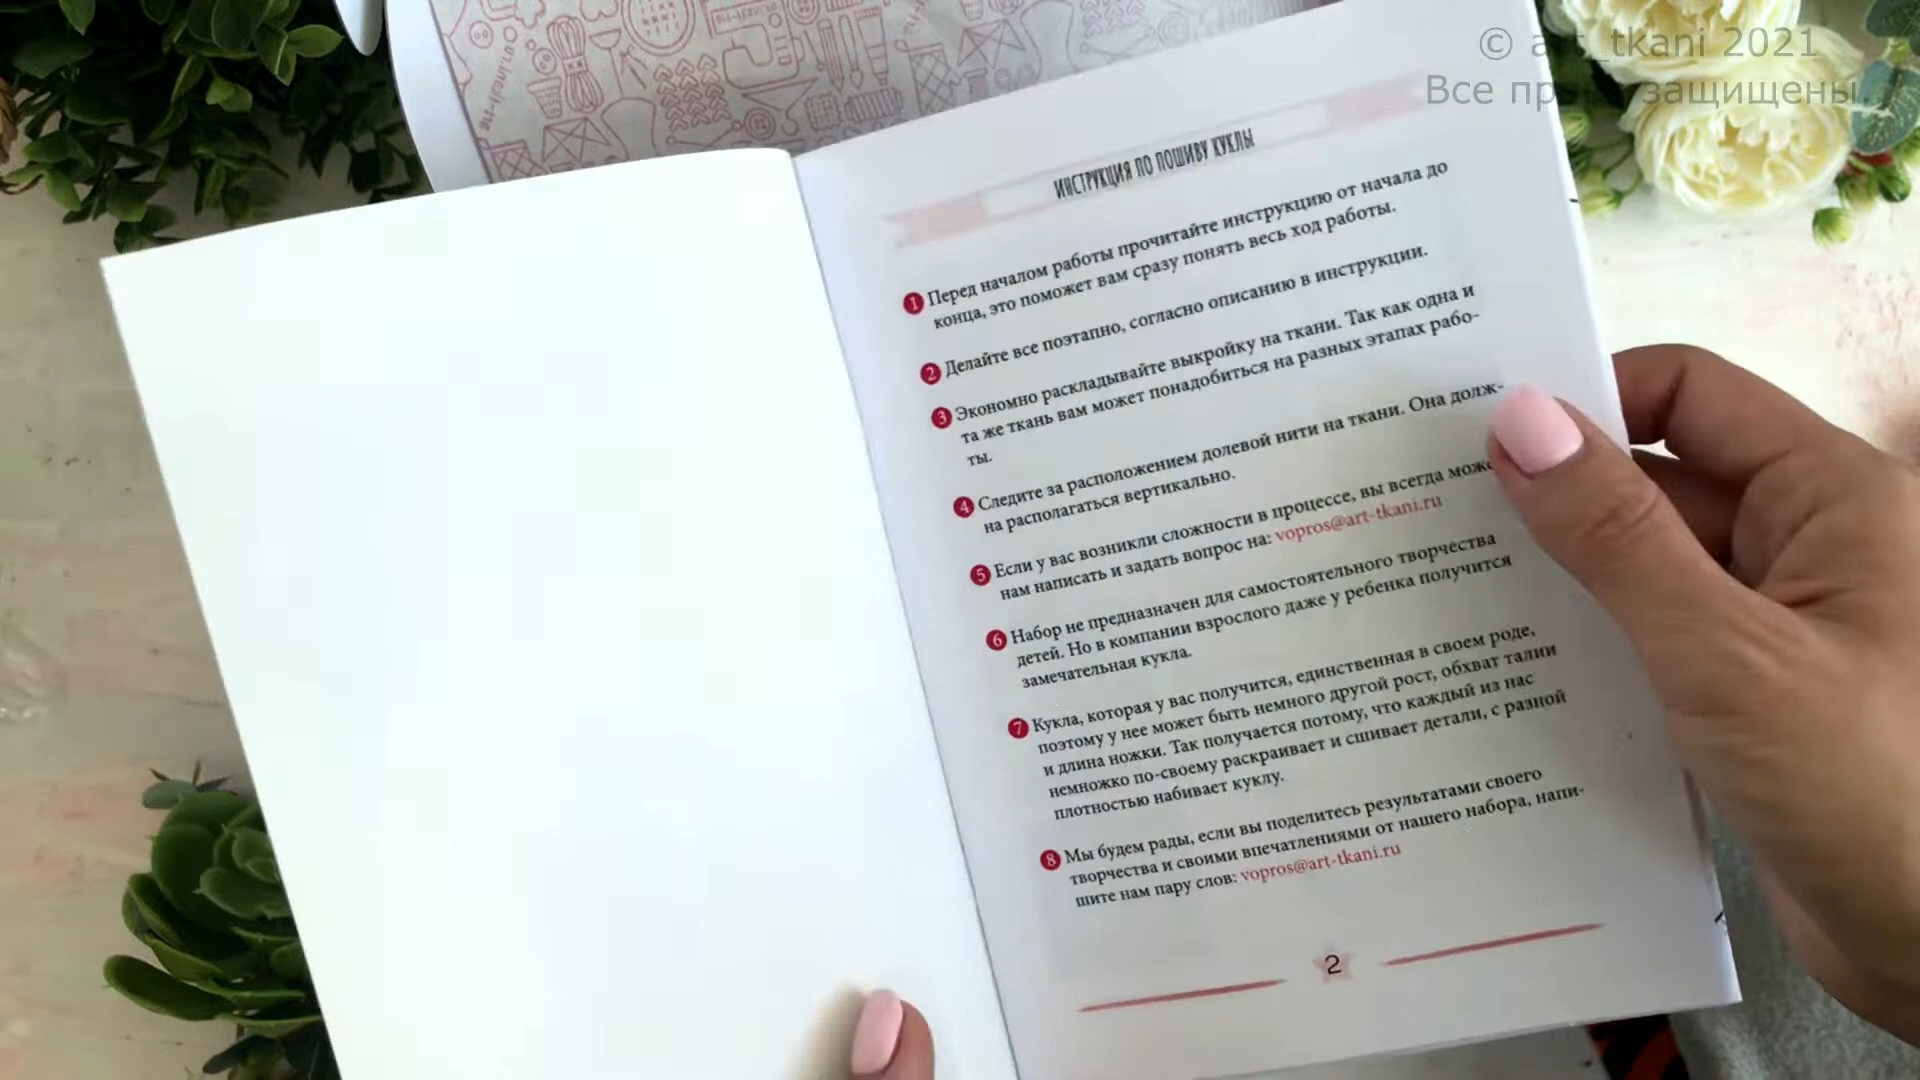 © art_tkani 2021
Все права защищены.
ИНСТРУКЦИЯ ПО ПОШИВУ КУКЛЫ
1 Перед началом работы прочитайте инструкцию от начала до
конца, это поможет вам сразу понять весь ход работы.
2 Делайте все поэтапно, согласно описанию в инструкции.
3 Экономно раскладывайте выкройку на ткани. Так как одна и
та же ткань вам может понадобиться на разных этапах рабо-
ты.
4 Следите за расположением долевой нити на ткани. Она долж-
на располагаться вертикально.
5 Если у вас возникли сложности в процессе, вы всегда може
нам написать и задать вопрос на: vopros@art-tkani.ru
6 Набор не предназначен для самостоятельного творчества
детей. Но в компании взрослого даже у ребенка получится
замечательная кукла.
7 Кукла, которая у вас получится, единственная в своем роде,
поэтому у нее может быть немного другой рост, обхват талии
и длина ножки. Так получается потому, что каждый из нас
немножко по-своему раскраивает и сшивает детали, с разной
плотностью набивает куклу.
8 Мы будем рады, если вы поделитесь результатами своего
творчества и своими впечатлениями от нашего набора, напи-
шите нам пару слов: vopros@art-tkani.ru
2